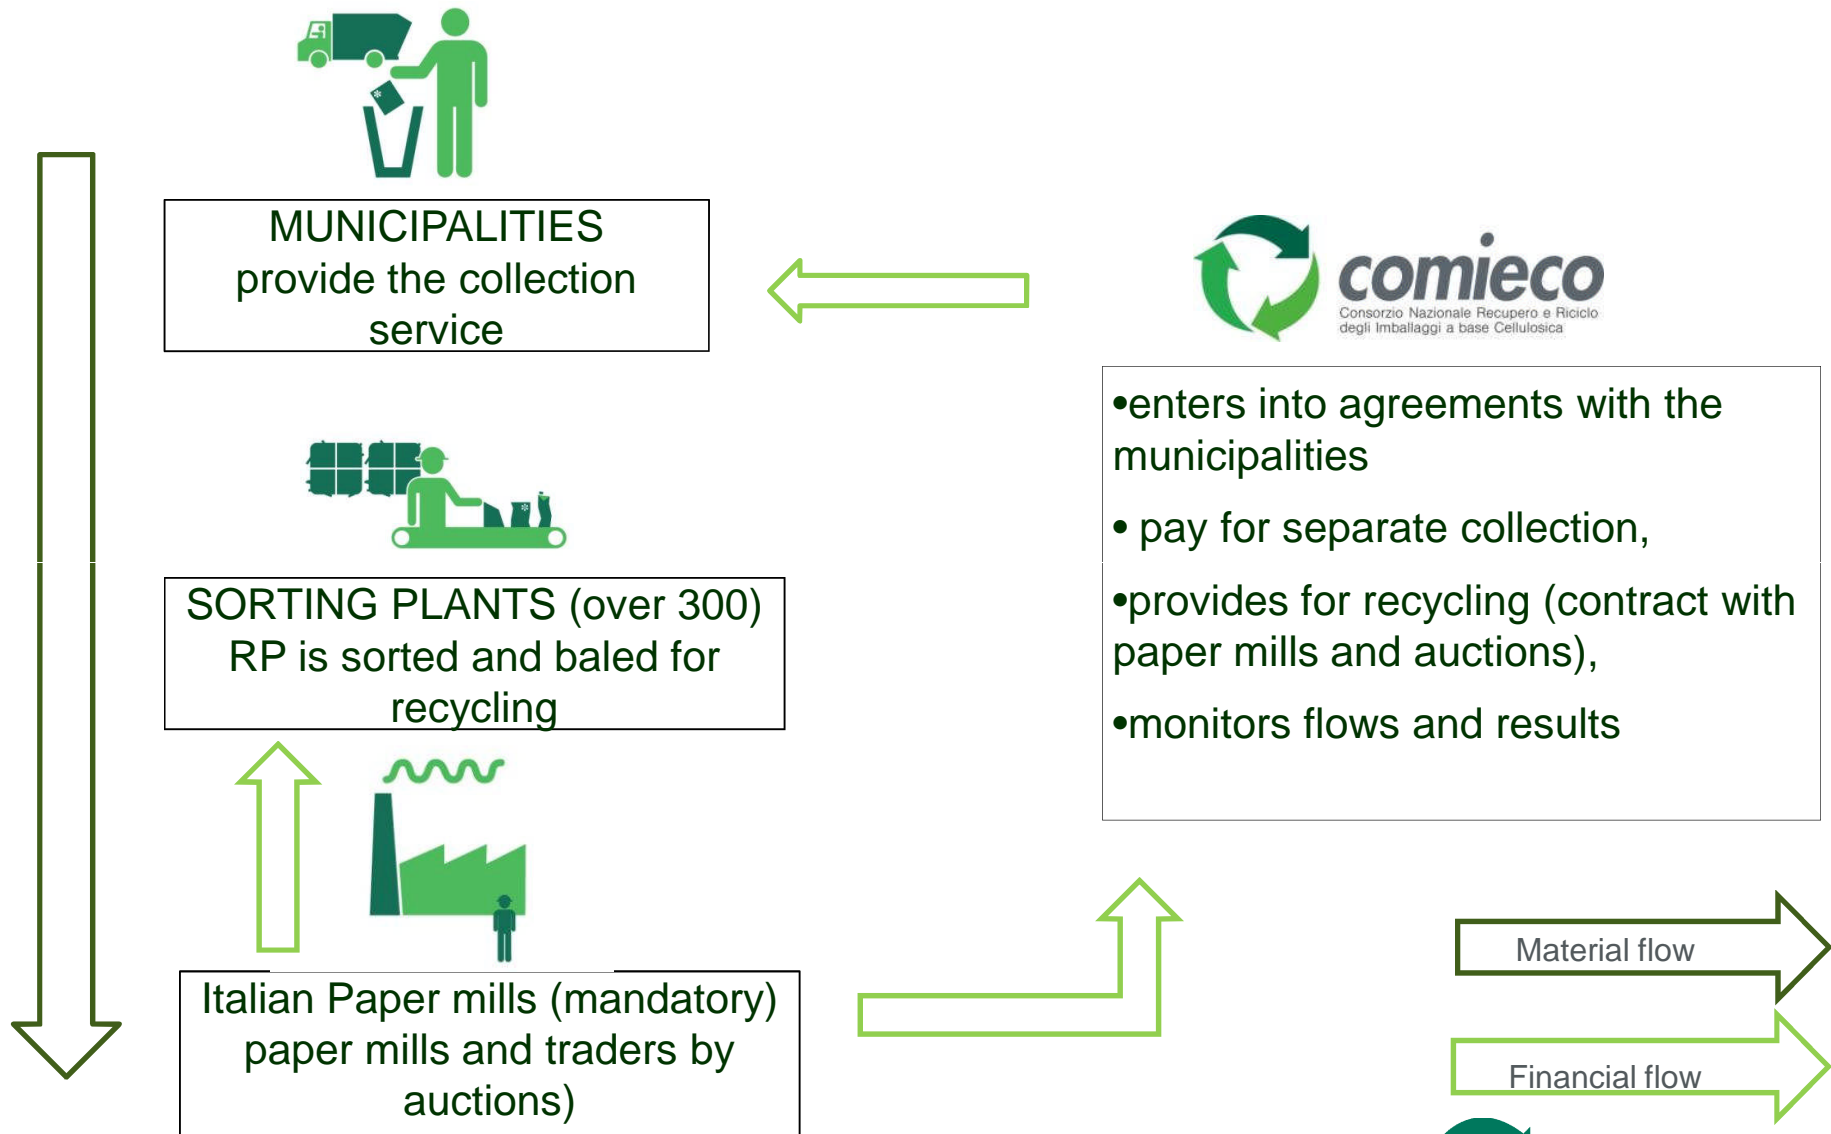 MUNICIPALITIES
provide the collection
service
comieco
Consorzio Nazionale Recupero e Riciclo
degli Imballaggi a base Cellulosica
•enters into agreements with the
municipalities
• pay for separate collection,
•provides for recycling (contract with
paper mills and auctions),
•monitors flows and results
SORTING PLANTS (over 300)
RP is sorted and baled for
recycling
Italian Paper mills (mandatory)
paper mills and traders by
auctions)
Material flow
Financial flow